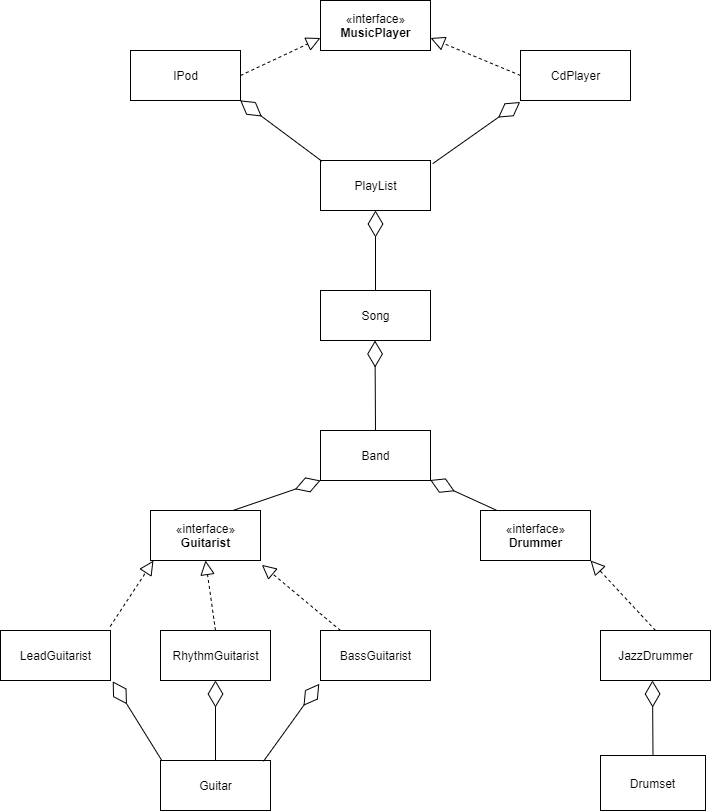 «interface»
MusicPlayer
IPod
CdPlayer
PlayList
Song
Band
«interface»
Guitarist
«interface»
Drummer
LeadGuitarist
RhythmGuitarist
BassGuitarist
JazzDrummer
Guitar
Drumset